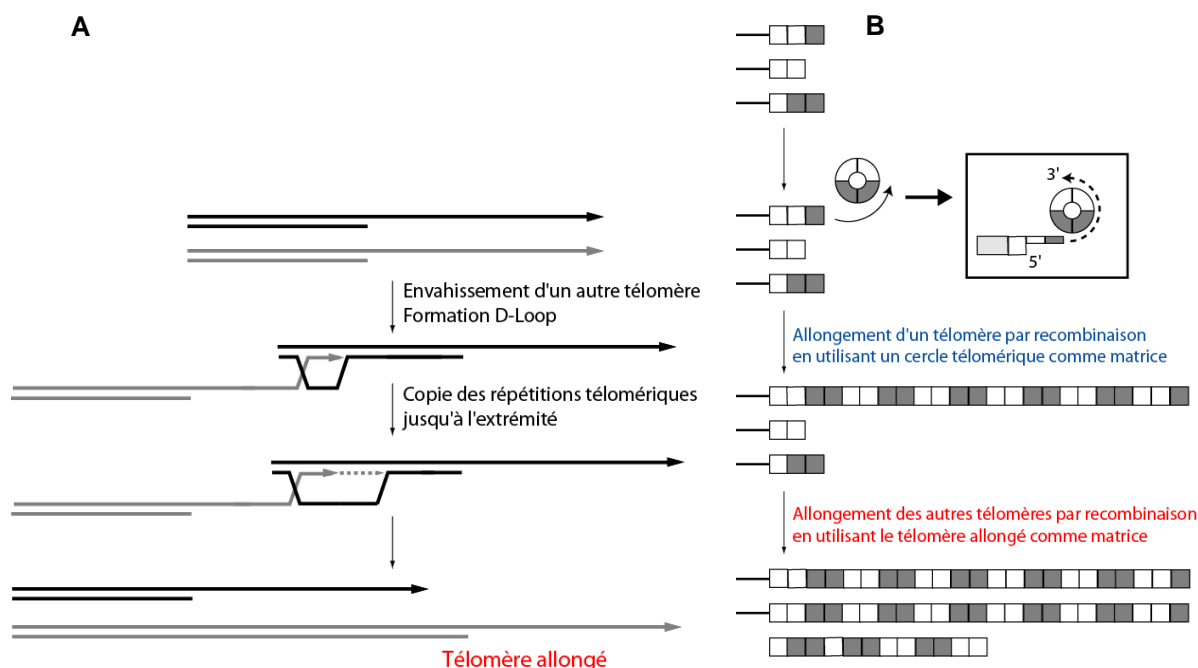 A
Envahissement d'un autre télomère
Formation D-Loop
Copie des répétitions télomériques
jusqu'à l'extrémité
Télomère allongé
B
3'
5'
Allongement d'un télomère par recombinaison
en utilisant un cercle télomérique comme matrice
Allongement des autres télomères par recombinaison
en utilisant le télomère allongé comme matrice